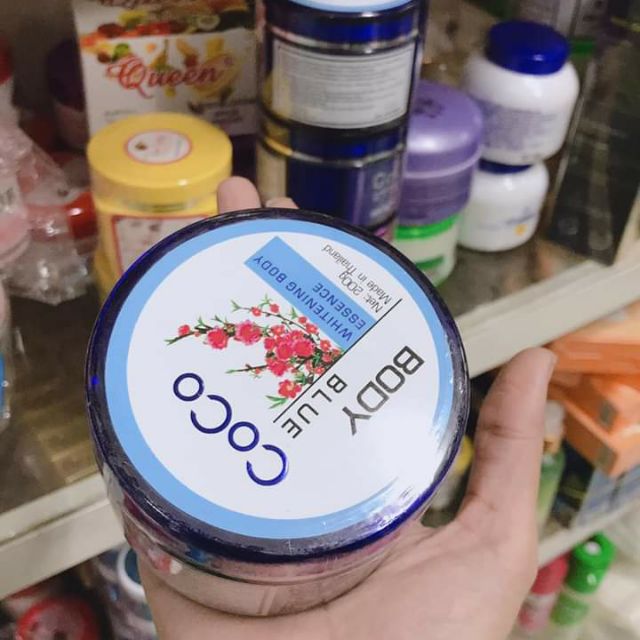 CoCo
BODY
BLUE
WHITENING BODY
ESSENCE
Net: 200g
Made in Thailand
Queen